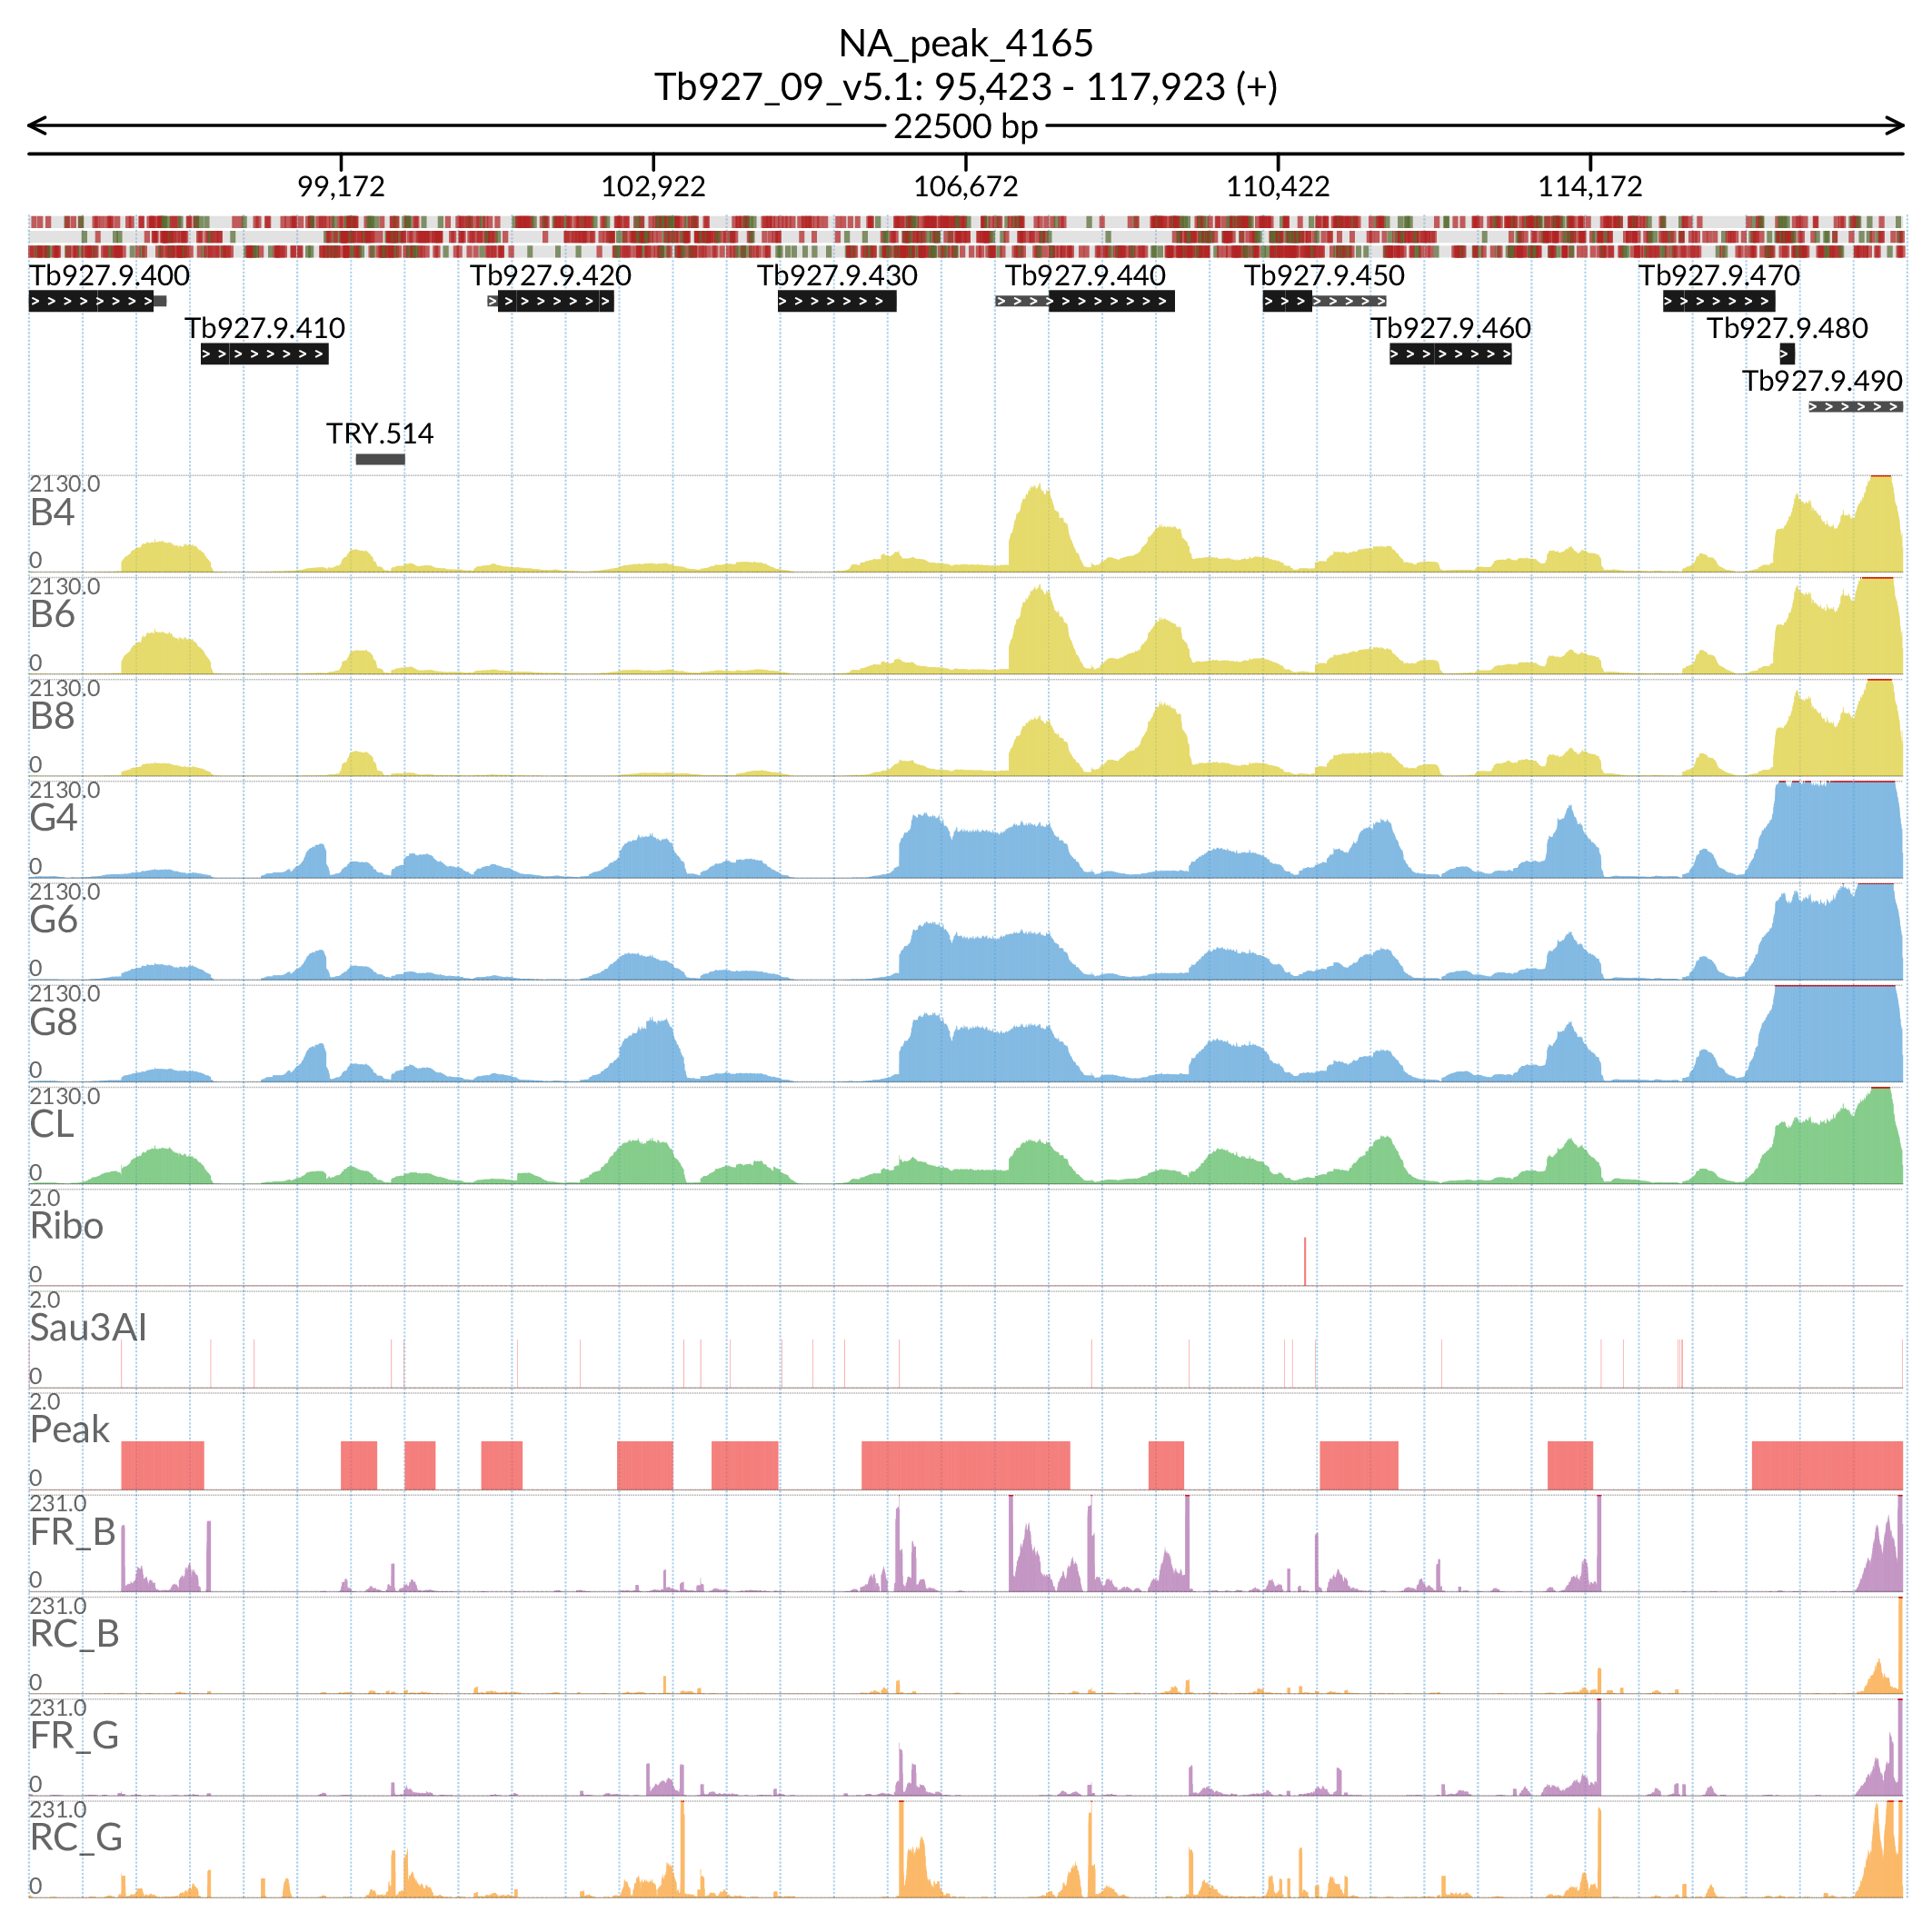 NA_peak_4165
Tb927_09_v5.1: 95,423 - 117,923 (+)
22500 bp
99,172 102,922 106,672 110,422 114,172
Tb927.9.400 Tb927.9.420 Tb927.9.430 Tb927.9.440 Tb927.9.450 Tb927.9.470
Tb927.9.410 Tb927.9.460 Tb927.9.480
Tb927.9.490
TRY.514
2130.0
B4
0
2130.0
B6
0
2130.0
B8
0
2130.0
G4
0
2130.0
G6
0
2130.0
G8
0
2130.0
CL
0
2.0
Ribo
0
2.0
Sau3AI
0
2.0
Peak
0
231.0
FR_B
0
231.0
RC_B
0
231.0
FR_G
0
231.0
RC_G
0